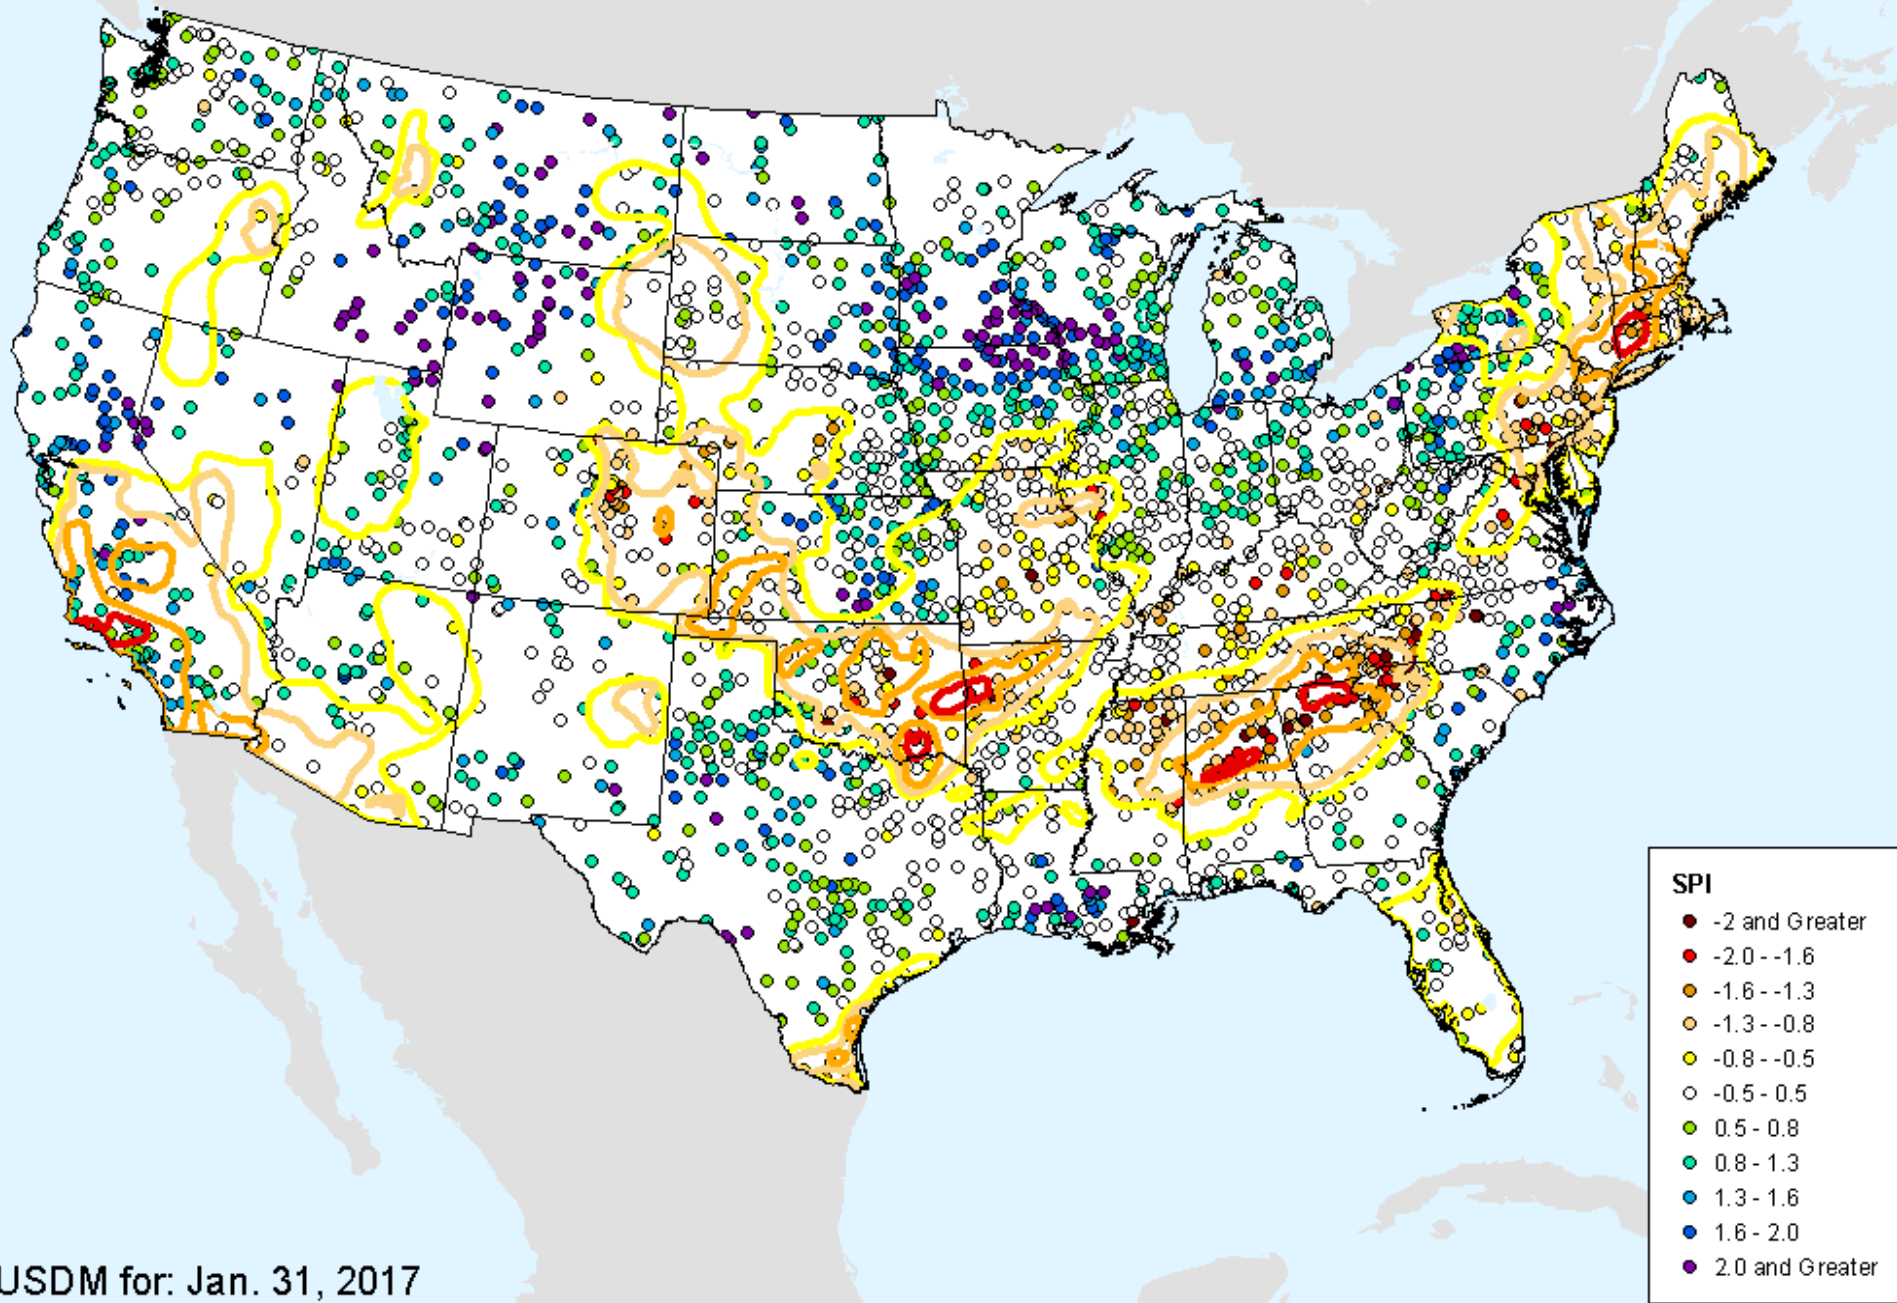 SPI
-2 and Greater
-2.0 - -1.6
-1.6 - -1.3
-1.3 - -0.8
-0.8 - -0.5
-0.5 - 0.5
0.5 - 0.8
0.8 - 1.3
1.3 - 1.6
1.6 - 2.0
2.0 and Greater
USDM for: Jan. 31, 2017